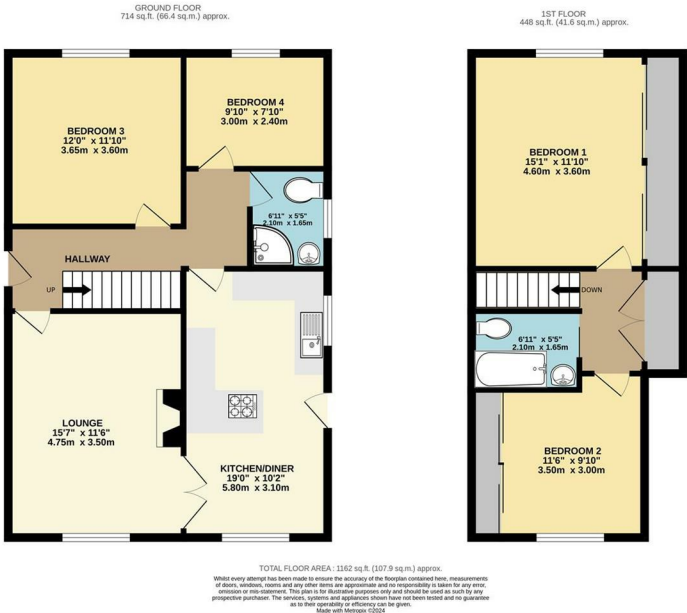 GROUND FLOOR
714 sq.ft. (66.4 sq.m.) approx.
1ST FLOOR
448 sq.ft. (41.6 sq.m.) approx.
BEDROOM 3
12'0" x 11'10"
3.65m x 3.60m
BEDROOM 4
9'10" x 7'10"
3.00m x 2.40m
6'11" x 5'5"
2.10m x 1.65m
HALLWAY
UP
LOUNGE
15'7" x 11'6"
4.75m x 3.50m
KITCHEN/DINER
19'0" x 10'2"
5.80m x 3.10m
BEDROOM 1
15'1" x 11'10"
4.60m x 3.60m
DOWN
6'11" x 5'5"
2.10m x 1.65m
BEDROOM 2
11'6" x 9'10"
3.50m x 3.00m
TOTAL FLOOR AREA : 1162 sq.ft. (107.9 sq.m.) approx.
Whilst every attempt has been made to ensure the accuracy of the floorplan contained here, measurements
of doors, windows, rooms and any other items are approximate and no responsibility is taken for any error,
omission or mis-statement. This plan is for illustrative purposes only and should be used as such by any
prospective purchaser. The services, systems and appliances shown have not been tested and no guarantee
as to their operability or efficiency can be given.
Made with Metropix ©2024